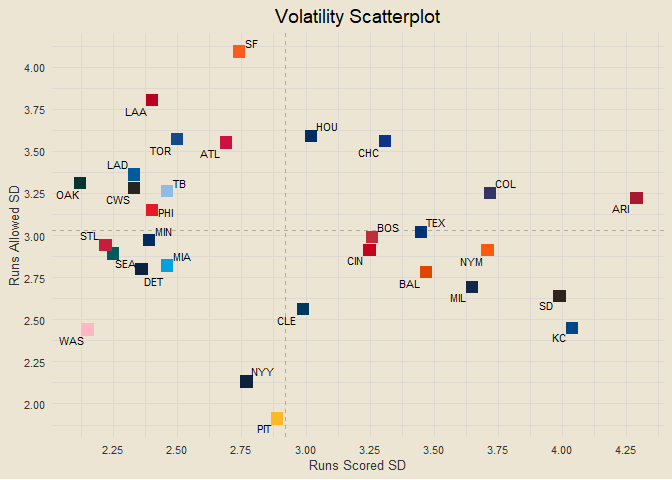 Volatility Scatterplot
SF
4.00
LAA
3.75
HOU
TOR
ATL
CHC
3.50
LAD
OAK
CWS
TB
COL
3.25
PHI
ARI
STL
MIN
BOS
TEX
3.00
SEA
MIA
CIN
NYM
DET
BAL
2.75
MIL
SD
CLE
2.50
WAS
KC
NYY
2.25
2.00
PIT
Runs Allowed SD
2.25 2.50 2.75 3.00 3.25 3.50 3.75 4.00 4.25
Runs Scored SD